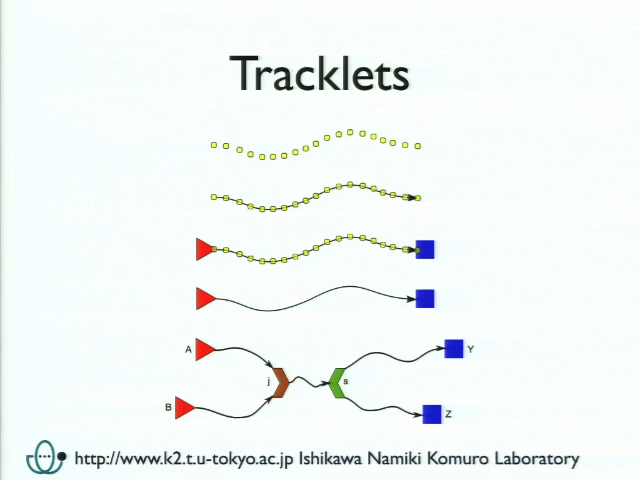 Tracklets
A
Y
j
s
B
Z
http://www.k2.t.u-tokyo.ac.jp Ishikawa Namiki Komuro Laboratory